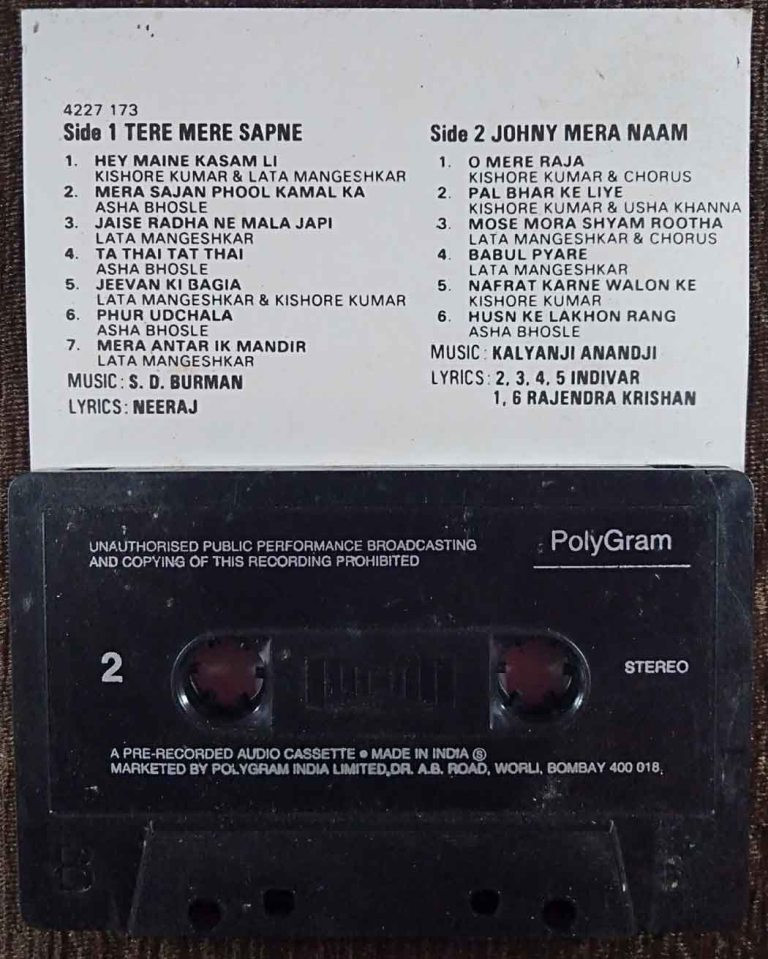 4227 173
Side 1 TERE MERE SAPNE
1. HEY MAINE KASAM LI
KISHORE KUMAR & LATA MANGESHKAR
2. MERA SAJAN PHOOL KAMAL KA
ASHA BHOSLE
3. JAISE RADHA NE MALA JAPI
LATA MANGESHKAR
4. TA THAI TAT THAI
ASHA BHOSLE
5. JEEVAN KI BAGIA
LATA MANGESHKAR & KISHORE KUMAR
6. PHUR UDCHALA
ASHA BHOSLE
7. MERA ANTAR IK MANDIR
LATA MANGESHKAR
MUSIC: S. D. BURMAN
LYRICS: NEERAJ
Side 2 JOHNY MERA NAAM
1. O MERE RAJA
KISHORE KUMAR & CHORUS
2. PAL BHAR KE LIYE
KISHORE KUMAR & USHA KHANNA
3. MOSE MORA SHYAM ROOTHA
LATA MANGESHKAR & CHORUS
4. BABUL PYARE
LATA MANGESHKAR
5. NAFRAT KARNE WALON KE
KISHORE KUMAR
6. HUSN KE LAKHON RANG
ASHA BHOSLE
MUSIC: KALYANJI ANANDJI
LYRICS: 2, 3, 4, 5 INDIVAR
1, 6 RAJENDRA KRISHAN
UNAUTHORISED PUBLIC PERFORMANCE BROADCASTING
AND COPYING OF THIS RECORDING PROHIBITED
PolyGram
2
STEREO
A PRE-RECORDED AUDIO CASSETTE ● MADE IN INDIA Ⓢ
MARKETED BY POLYGRAM INDIA LIMITED,DR. A.B. ROAD, WORLI, BOMBAY 400 018.
B